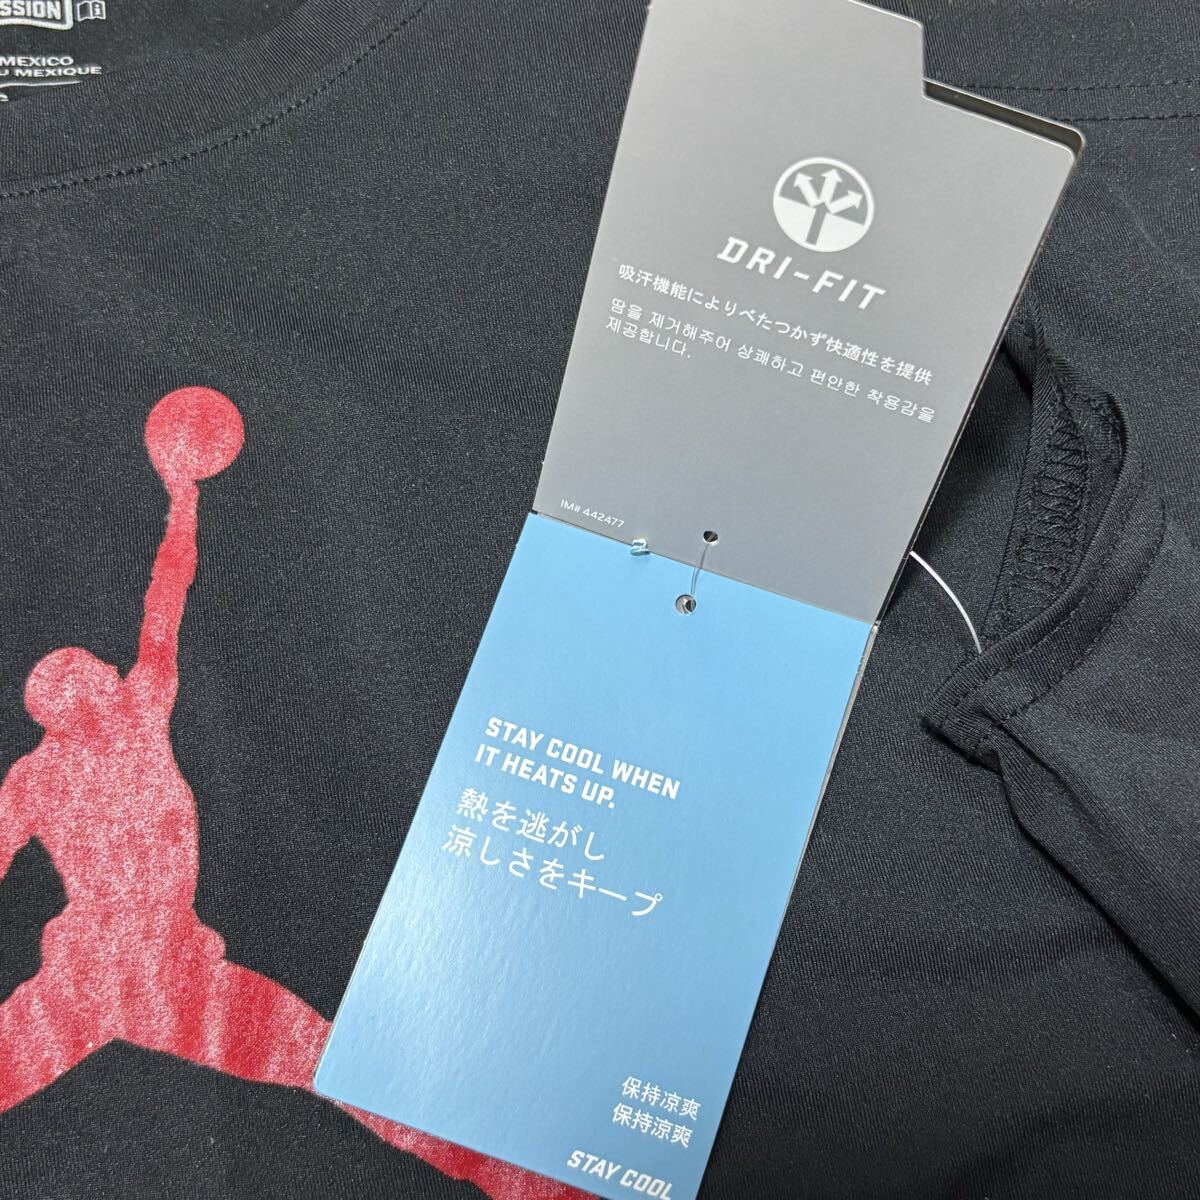 SSION
MEXICO
U MEXIQUE
DRI-FIT
吸汗機能によりべたつかず快適性を提供
땀을 제거해주어 상쾌하고 편안한 착용감을
제공합니다.
IM# 442477
STAY COOL WHEN
IT HEATS UP.
熱を逃がし
涼しさをキープ
保持凉爽
保持涼爽
STAY COOL